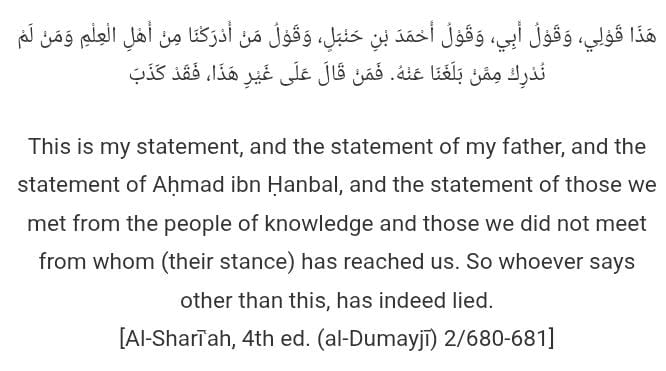 هَذَا قَوْلِي، وَقَوْلُ أَبِي، وَقَوْلُ أَحْمَدَ بْنِ حَنْبَلٍ، وَقَوْلُ مَنْ أَدْرَكْنَا مِنْ أَهْلِ الْعِلْمِ وَمَنْ لَمْ
نُدْرِكْ مِمَّنْ بَلَغَنَا عَنْهُ. فَمَنْ قَالَ عَلَى غَيْرِ هَذَا، فَقَدْ كَذَبَ
This is my statement, and the statement of my father, and the
statement of Aḥmad ibn Ḥanbal, and the statement of those we
met from the people of knowledge and those we did not meet
from whom (their stance) has reached us. So whoever says
other than this, has indeed lied.
[Al-Sharīʿah, 4th ed. (al-Dumayjī) 2/680-681]